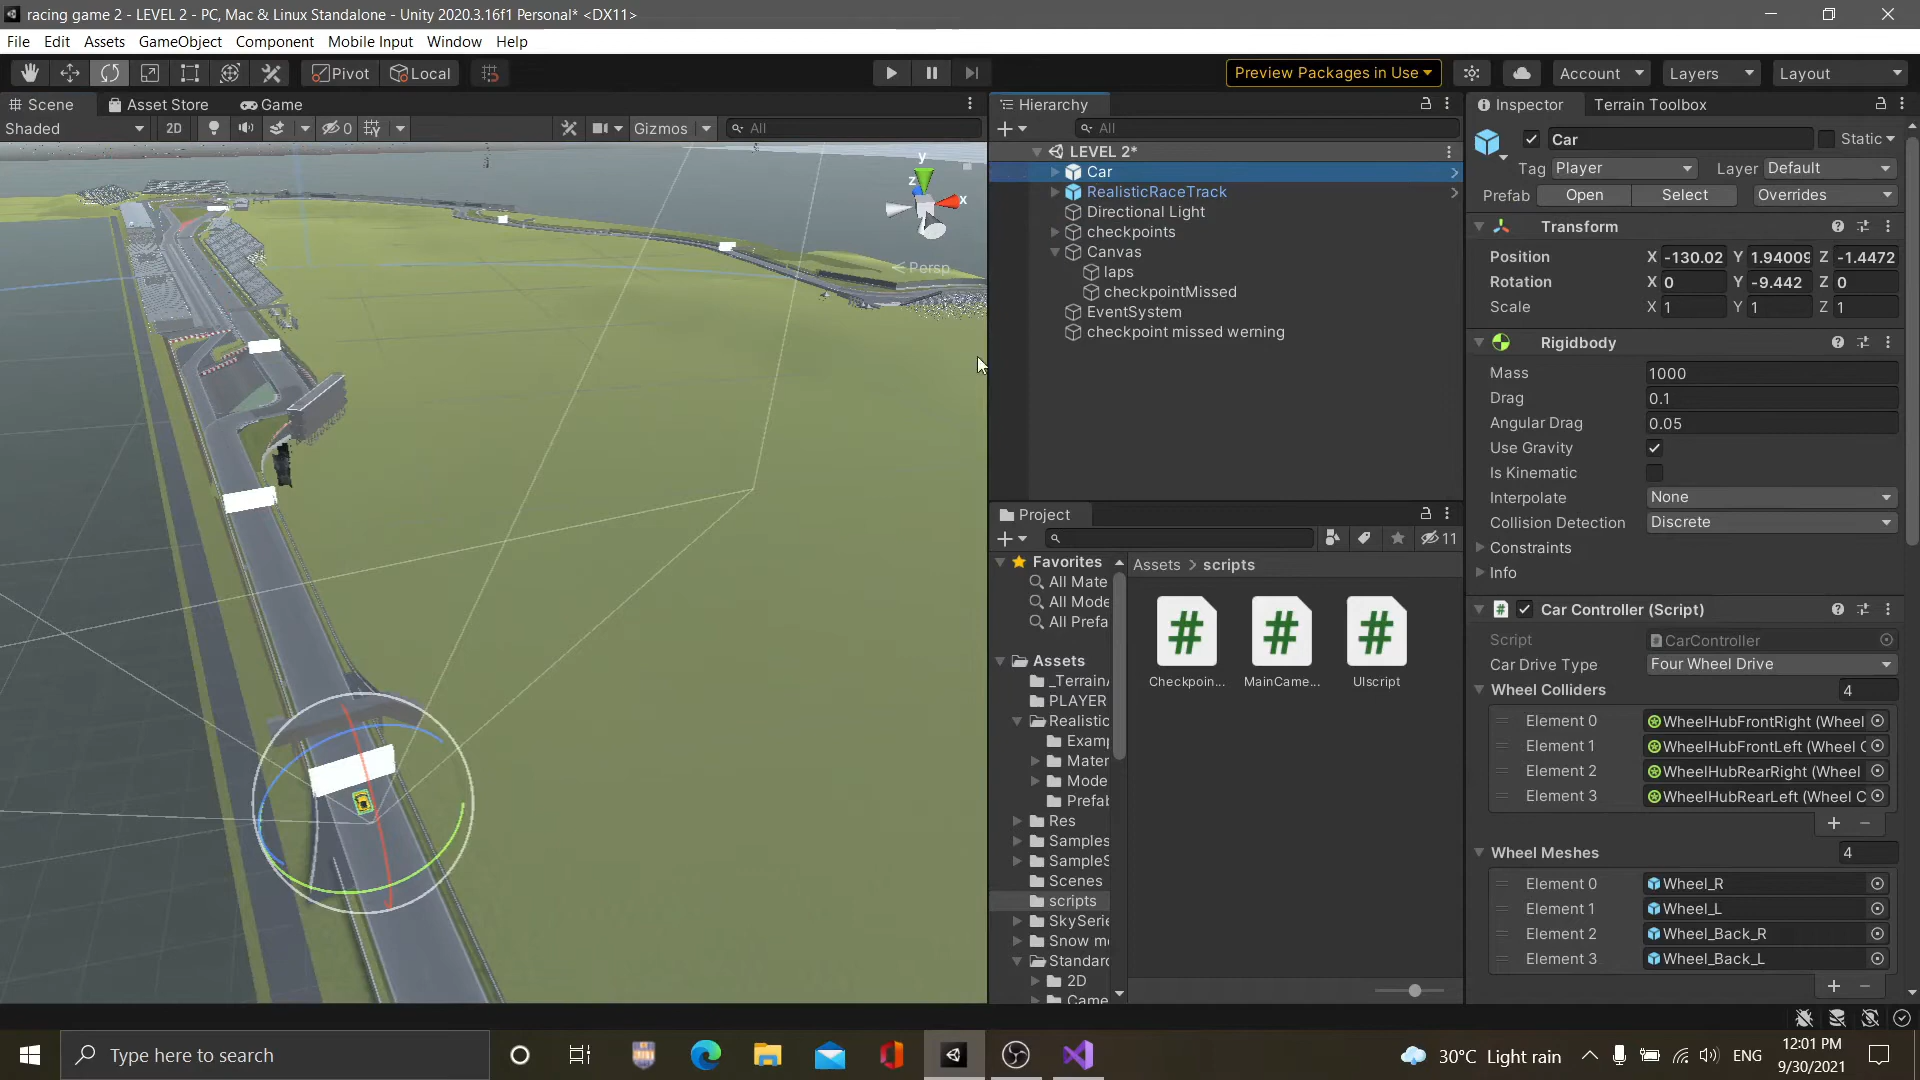 racing game 2 - LEVEL 2 - PC, Mac & Linux Standalone - Unity 2020.3.16f1 Personal* <DX11>
File Edit Assets GameObject Component Mobile Input Window Help
Pivot Local Preview Packages in Use Account Layers Layout
Scene Asset Store Game
Shaded 2D 0 Gizmos All
y
z
x
Persp
Hierarchy
All
LEVEL 2*
Car
RealisticRaceTrack
Directional Light
checkpoints
Canvas
laps
checkpointMissed
EventSystem
checkpoint missed werning
Project
11
Favorites
All Mate
All Mode
All Prefa
Assets
_Terrain
PLAYER
Realistic
Examp
Mater
Mode
Prefab
Res
Samples
SampleS
Scenes
scripts
SkySerie
Snow m
Standard
2D
Came
Assets > scripts
Checkpoin...
MainCame...
UIscript
Inspector Terrain Toolbox
Car Static
Tag Player Layer Default
Prefab Open Select Overrides
Transform
Position X -130.02 Y 1.94009 Z -1.4472
Rotation X 0 Y -9.442 Z 0
Scale X 1 Y 1 Z 1
Rigidbody
Mass 1000
Drag 0.1
Angular Drag 0.05
Use Gravity
Is Kinematic
Interpolate None
Collision Detection Discrete
Constraints
Info
# Car Controller (Script)
Script CarController
Car Drive Type Four Wheel Drive
Wheel Colliders 4
Element 0 WheelHubFrontRight (Wheel
Element 1 WheelHubFrontLeft (Wheel C
Element 2 WheelHubRearRight (Wheel
Element 3 WheelHubRearLeft (Wheel C
Wheel Meshes 4
Element 0 Wheel_R
Element 1 Wheel_L
Element 2 Wheel_Back_R
Element 3 Wheel_Back_L
Type here to search
30°C Light rain
ENG
12:01 PM
9/30/2021